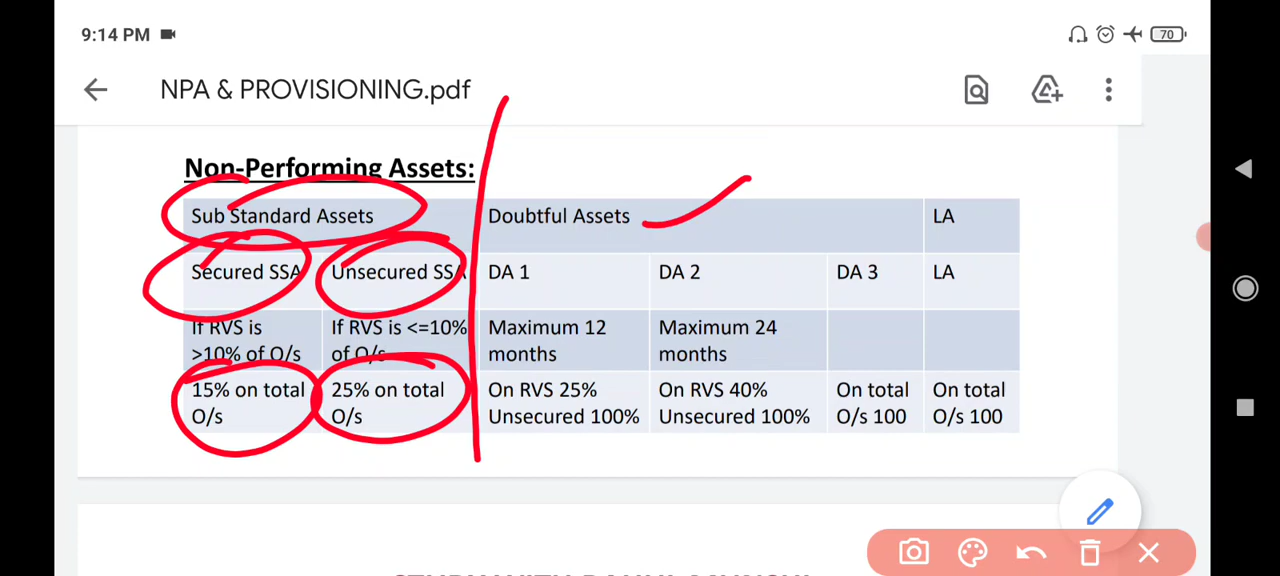 9:14 PM
70
NPA & PROVISIONING.pdf
Non-Performing Assets:
Sub Standard Assets Doubtful Assets LA
Secured SSA Unsecured SSA DA 1 DA 2 DA 3 LA
If RVS is If RVS is <=10% Maximum 12 Maximum 24
>10% of O/s of O/s months months
15% on total 25% on total On RVS 25% On RVS 40% On total On total
O/s O/s Unsecured 100% Unsecured 100% O/s 100 O/s 100